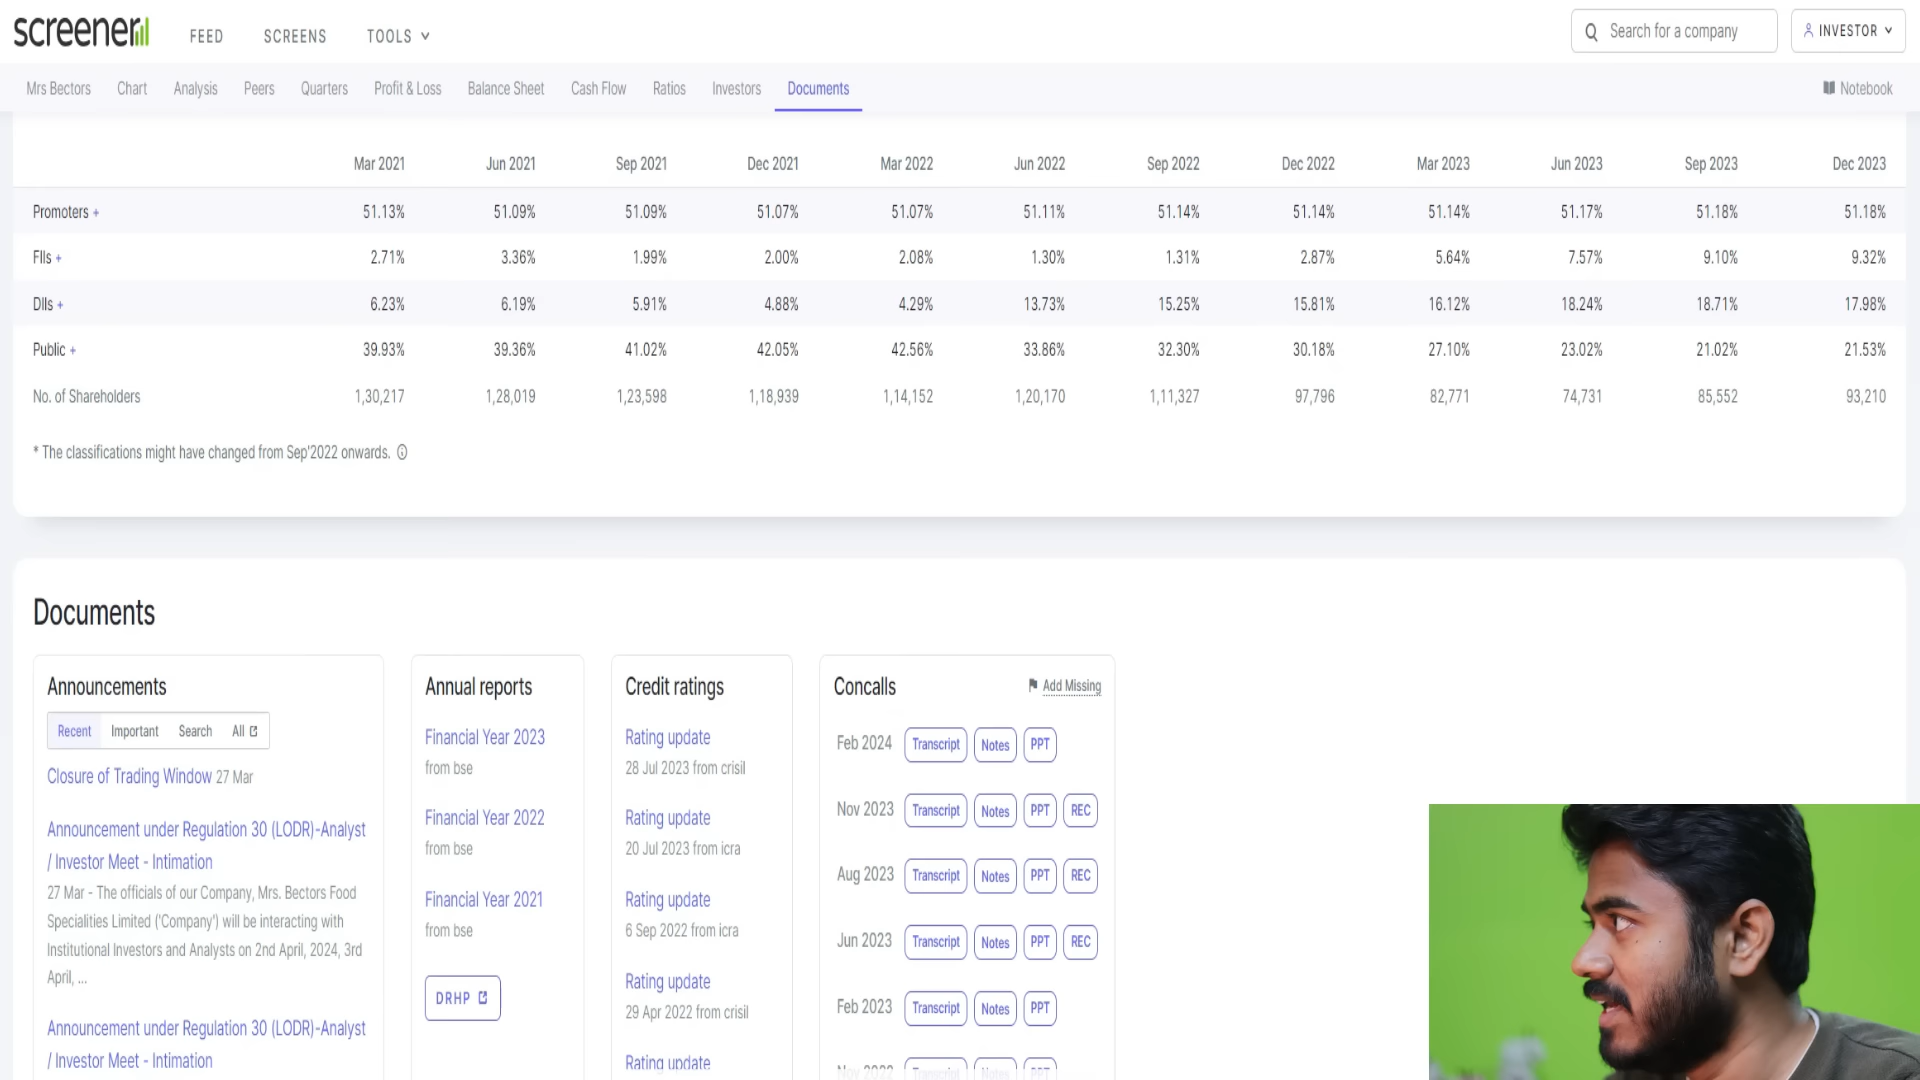 screener
FEED SCREENS TOOLS
Search for a company
INVESTOR
Mrs Bectors Chart Analysis Peers Quarters Profit & Loss Balance Sheet Cash Flow Ratios Investors Documents Notebook
Mar 2021 Jun 2021 Sep 2021 Dec 2021 Mar 2022 Jun 2022 Sep 2022 Dec 2022 Mar 2023 Jun 2023 Sep 2023 Dec 2023
Promoters + 51.13% 51.09% 51.09% 51.07% 51.07% 51.11% 51.14% 51.14% 51.14% 51.17% 51.18% 51.18%
FIIs + 2.71% 3.36% 1.99% 2.00% 2.08% 1.30% 1.31% 2.87% 5.64% 7.57% 9.10% 9.32%
DIIs + 6.23% 6.19% 5.91% 4.88% 4.29% 13.73% 15.25% 15.81% 16.12% 18.24% 18.71% 17.98%
Public + 39.93% 39.36% 41.02% 42.05% 42.56% 33.86% 32.30% 30.18% 27.10% 23.02% 21.02% 21.53%
No. of Shareholders 1,30,217 1,28,019 1,23,598 1,18,939 1,14,152 1,20,170 1,11,327 97,796 82,771 74,731 85,552 93,210
* The classifications might have changed from Sep'2022 onwards.
Documents
Announcements
Recent Important Search All
Closure of Trading Window 27 Mar
Announcement under Regulation 30 (LODR)-Analyst
/ Investor Meet - Intimation
27 Mar - The officials of our Company, Mrs. Bectors Food
Specialities Limited ('Company') will be interacting with
Institutional Investors and Analysts on 2nd April, 2024, 3rd
April, ...
Announcement under Regulation 30 (LODR)-Analyst
/ Investor Meet - Intimation
Annual reports
Financial Year 2023
from bse
Financial Year 2022
from bse
Financial Year 2021
from bse
DRHP
Credit ratings
Rating update
28 Jul 2023 from crisil
Rating update
20 Jul 2023 from icra
Rating update
6 Sep 2022 from icra
Rating update
29 Apr 2022 from crisil
Rating update
Concalls Add Missing
Feb 2024 Transcript Notes PPT
Nov 2023 Transcript Notes PPT REC
Aug 2023 Transcript Notes PPT REC
Jun 2023 Transcript Notes PPT REC
Feb 2023 Transcript Notes PPT
Nov 2022 Transcript Notes PPT